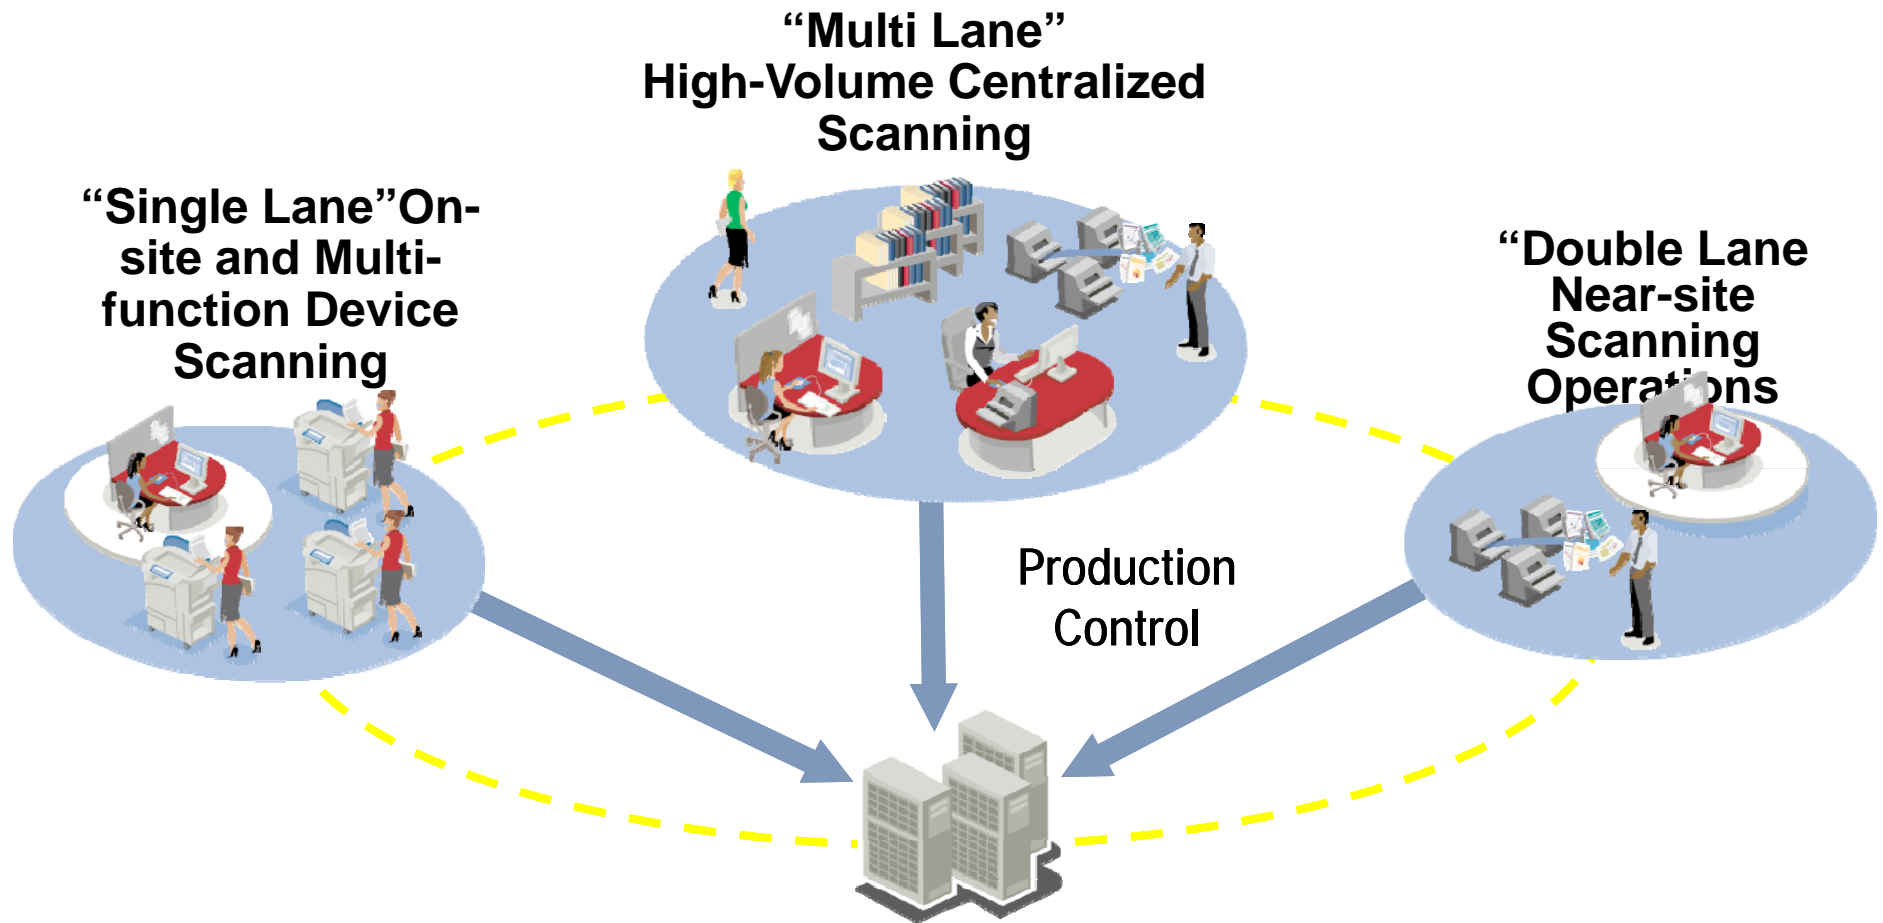 “Multi Lane”
High-Volume Centralized
Scanning
“Single Lane”On-
site and Multi-
function Device
Scanning
“Double Lane
Near-site
Scanning
Operations
Production
Control